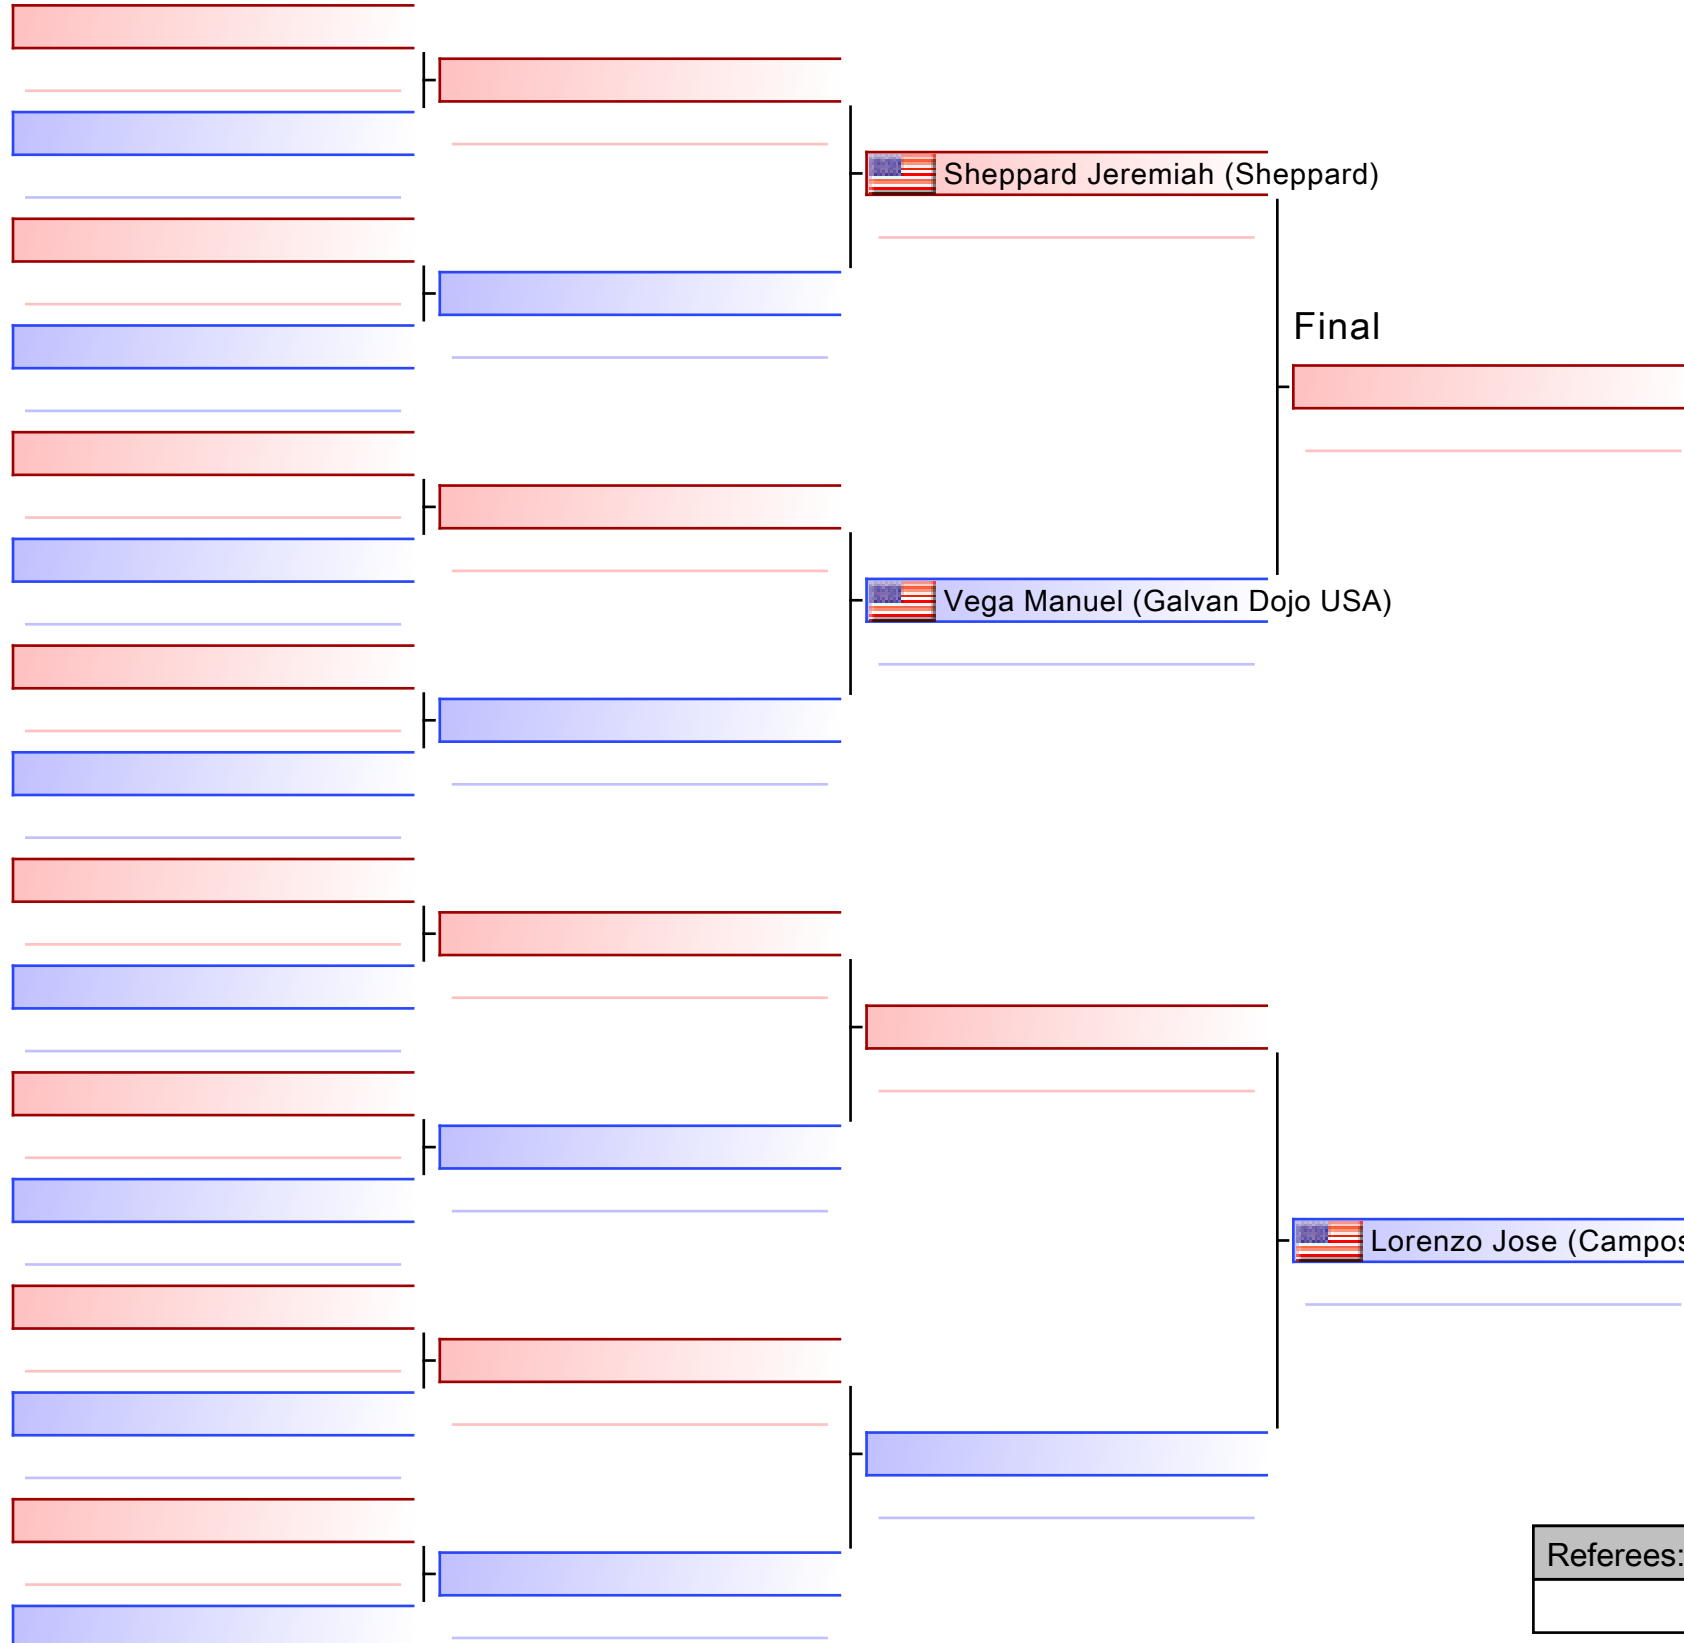 Sheppard Jeremiah (Sheppard)
Final
Vega Manuel (Galvan Dojo USA)
Lorenzo Jose (Campos
Referees: